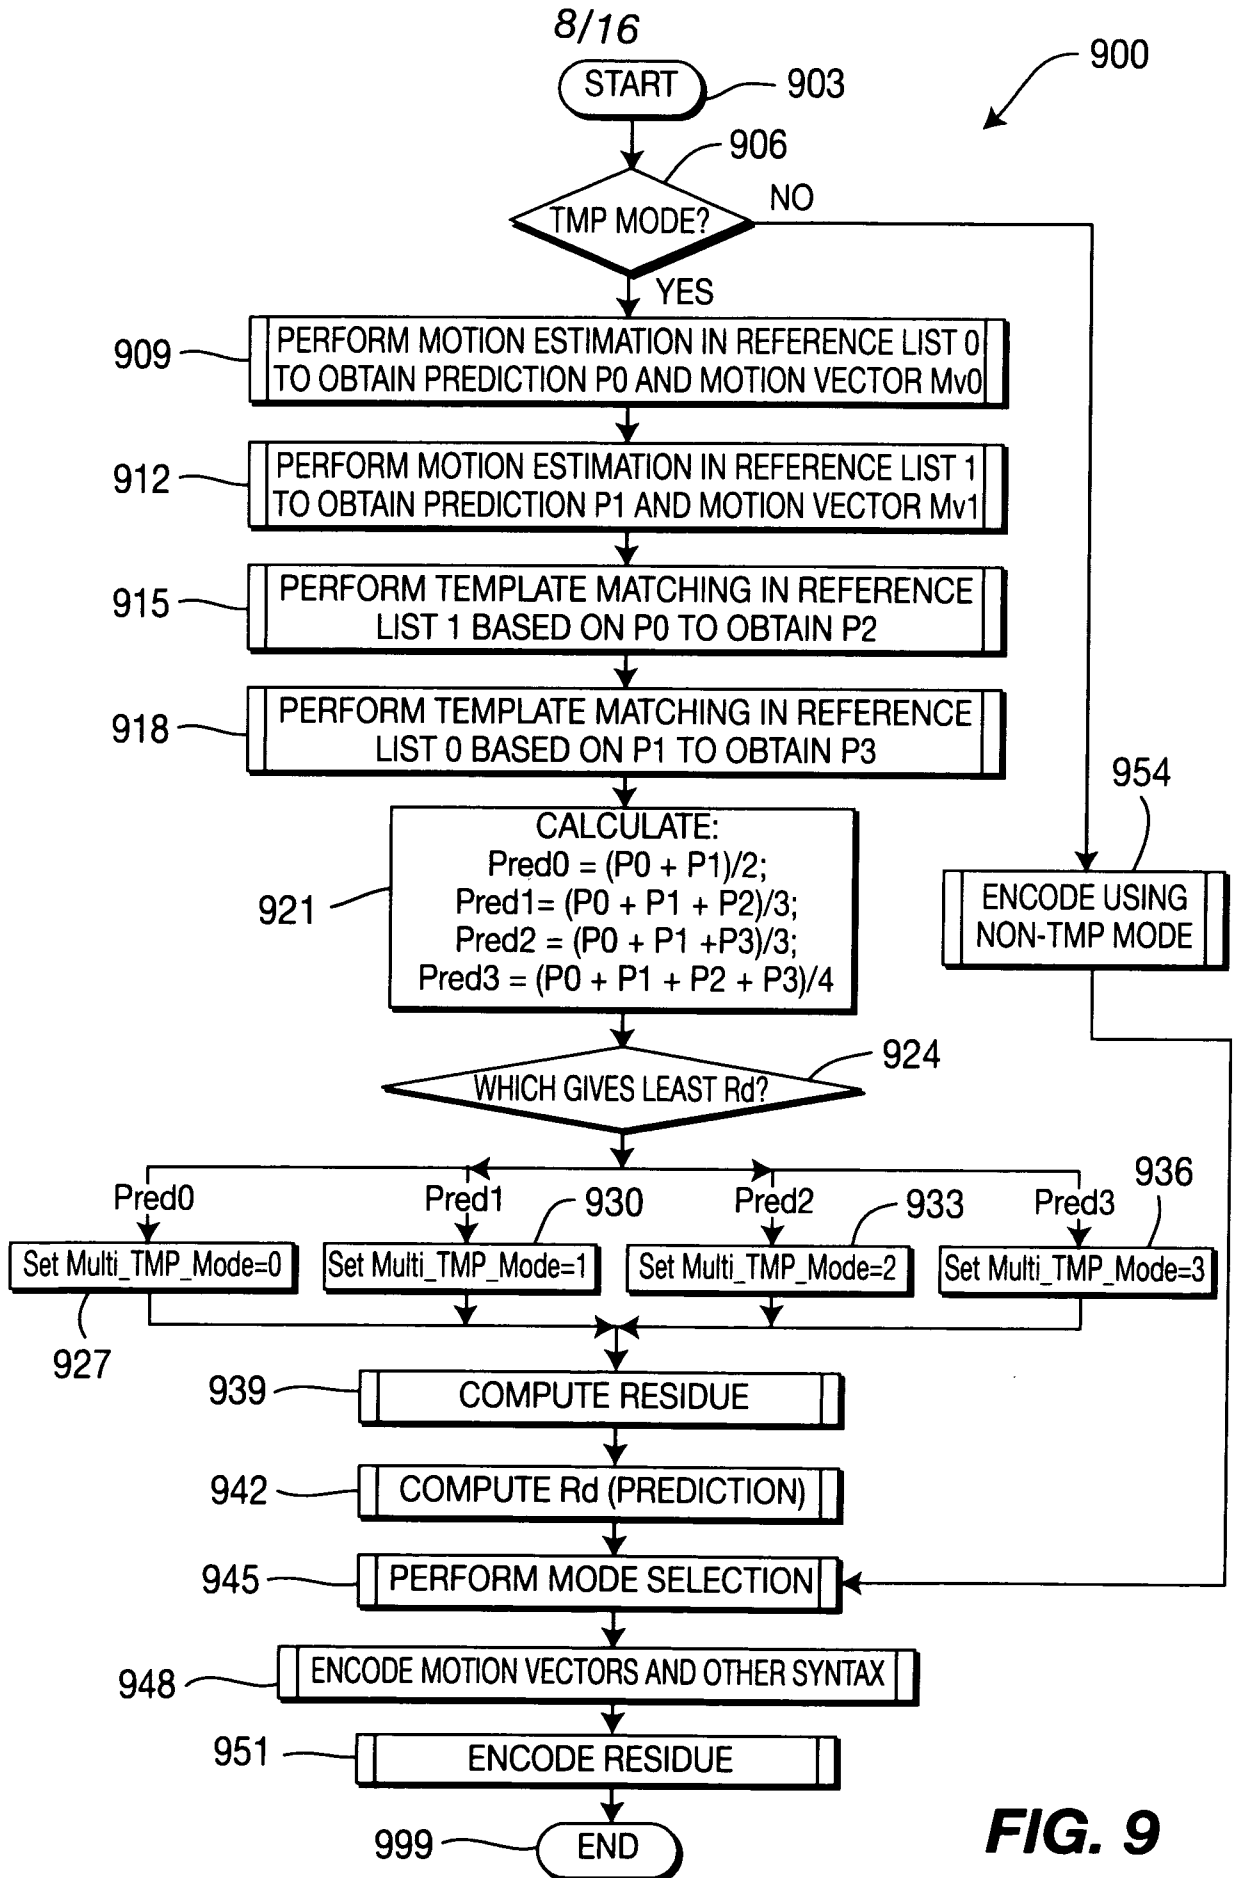 8/16
900
START
903
906
TMP MODE?
NO
YES
909
PERFORM MOTION ESTIMATION IN REFERENCE LIST 0
TO OBTAIN PREDICTION P0 AND MOTION VECTOR Mv0
912
PERFORM MOTION ESTIMATION IN REFERENCE LIST 1
TO OBTAIN PREDICTION P1 AND MOTION VECTOR Mv1
915
PERFORM TEMPLATE MATCHING IN REFERENCE
LIST 1 BASED ON P0 TO OBTAIN P2
918
PERFORM TEMPLATE MATCHING IN REFERENCE
LIST 0 BASED ON P1 TO OBTAIN P3
954
ENCODE USING
NON-TMP MODE
921
CALCULATE:
Pred0 = (P0 + P1)/2;
Pred1= (P0 + P1 + P2)/3;
Pred2 = (P0 + P1 +P3)/3;
Pred3 = (P0 + P1 + P2 + P3)/4
924
WHICH GIVES LEAST Rd?
Pred0
Pred1
930
Pred2
933
Pred3
936
Set Multi_TMP_Mode=0
Set Multi_TMP_Mode=1
Set Multi_TMP_Mode=2
Set Multi_TMP_Mode=3
927
939
COMPUTE RESIDUE
942
COMPUTE Rd (PREDICTION)
945
PERFORM MODE SELECTION
948
ENCODE MOTION VECTORS AND OTHER SYNTAX
951
ENCODE RESIDUE
999
END
FIG. 9